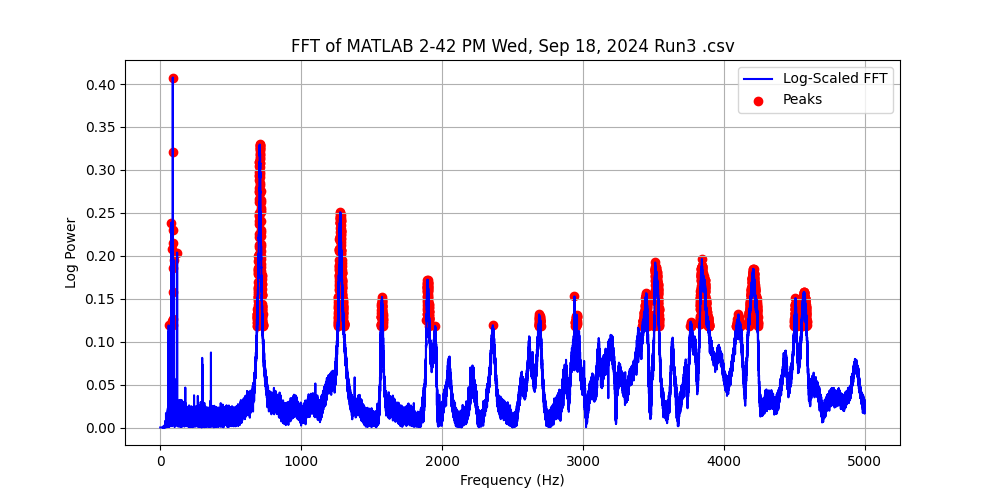 FFT of MATLAB 2-42 PM Wed, Sep 18, 2024 Run3 .csv
Log-Scaled FFT
Peaks
0.40
0.35
0.30
0.25
0.20
0.15
0.10
0.05
0.00
Log Power
0 1000 2000 3000 4000 5000
Frequency (Hz)